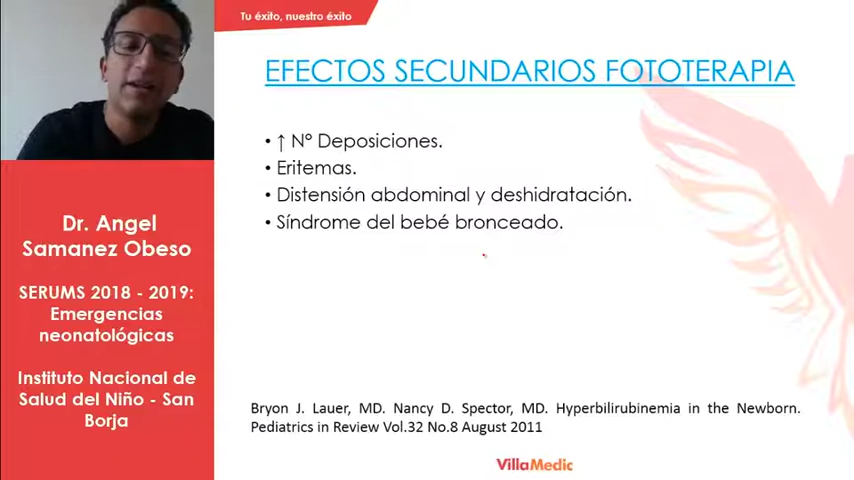 Tu éxito, nuestro éxito
EFECTOS SECUNDARIOS FOTOTERAPIA
• ↑ N° Deposiciones.
• Eritemas.
• Distensión abdominal y deshidratación.
• Síndrome del bebé bronceado.
Dr. Angel
Samanez Obeso
SERUMS 2018 - 2019:
Emergencias
neonatológicas
Instituto Nacional de
Salud del Niño - San
Borja
Bryon J. Lauer, MD. Nancy D. Spector, MD. Hyperbilirubinemia in the Newborn.
Pediatrics in Review Vol.32 No.8 August 2011
VillaMedic